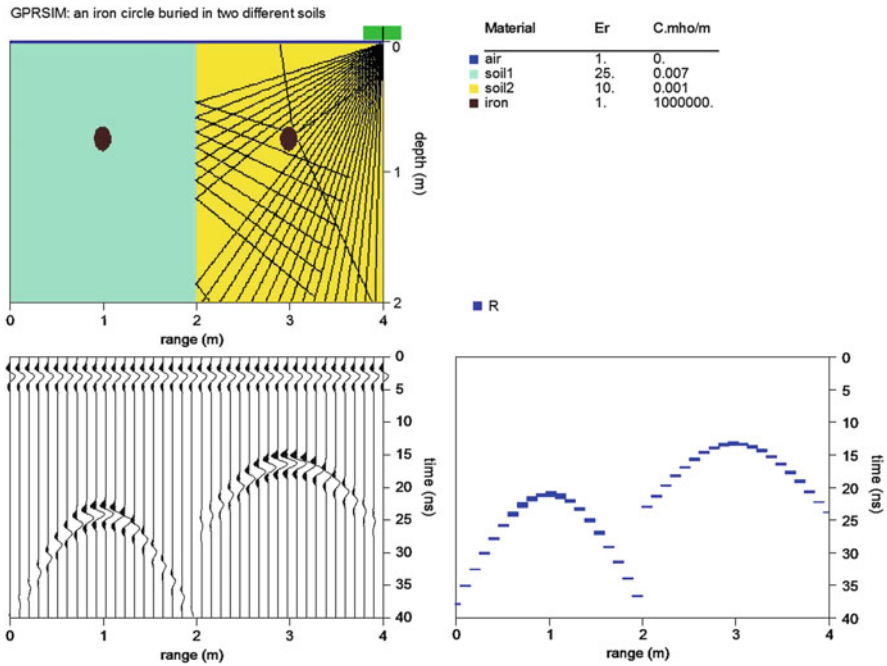 GPRSIM: an iron circle buried in two different soils
0
1
2
depth (m)
0 1 2 3 4
range (m)
Material Er C.mho/m
air 1. 0.
soil1 25. 0.007
soil2 10. 0.001
iron 1. 1000000.
R
0
5
10
15
20
25
30
35
40
time (ns)
0 1 2 3 4
range (m)
0
5
10
15
20
25
30
35
40
time (ns)
0 1 2 3 4
range (m)